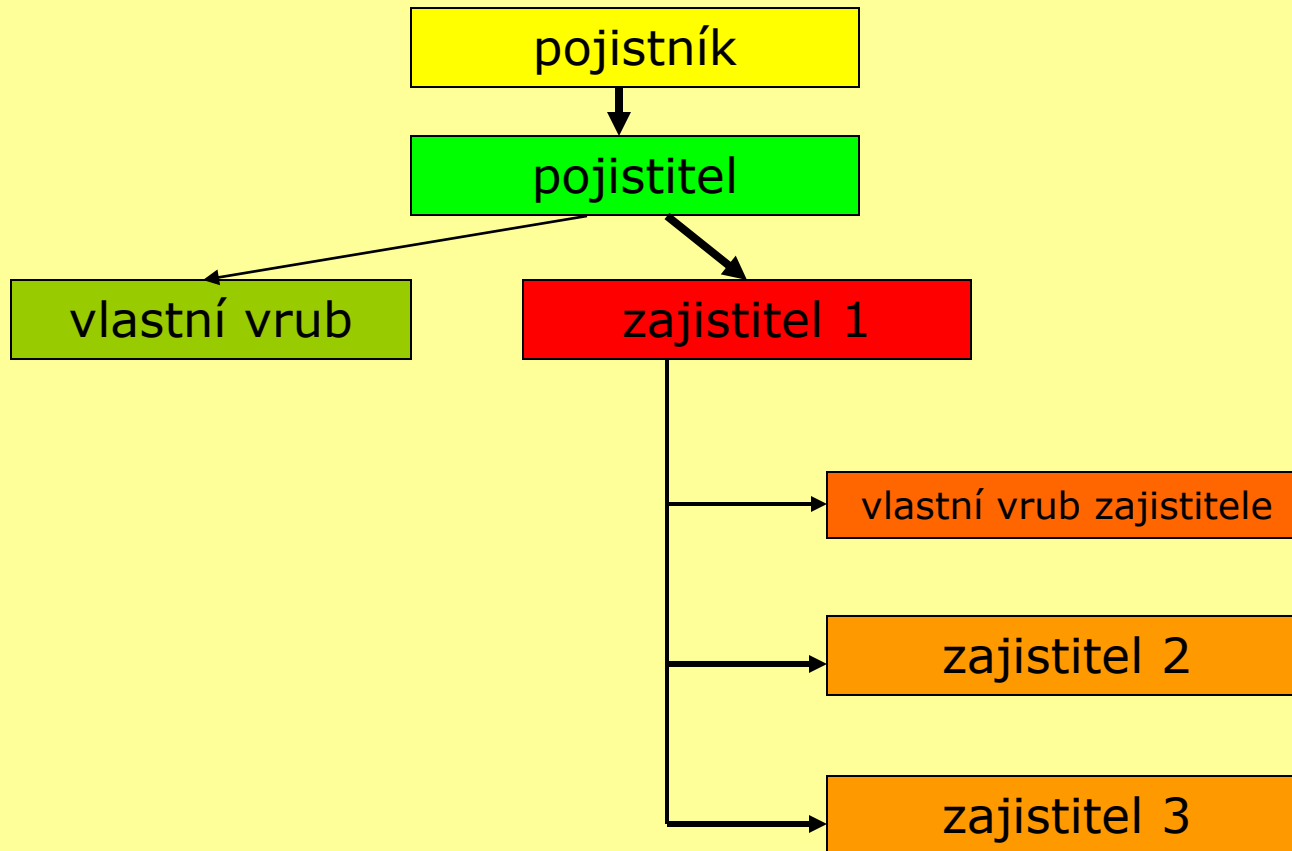 pojistník
pojistitel
vlastní vrub
zajistitel 1
vlastní vrub zajistitele
zajistitel 2
zajistitel 3